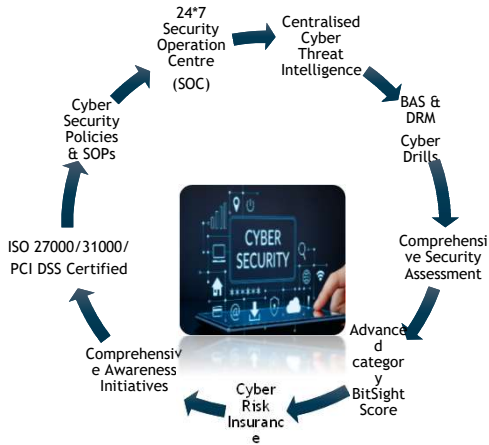 24*7
Security
Operation
Centre
(SOC)
Centralised
Cyber
Threat
Intelligence
BAS &
DRM
Cyber
Drills
Comprehensi
ve Security
Assessment
Advance
d
categor
y
BitSight
Score
Cyber
Risk
Insuranc
e
Comprehensiv
e Awareness
Initiatives
ISO 27000/31000/
PCI DSS Certified
Cyber
Security
Policies
& SOPs
CYBER
SECURITY